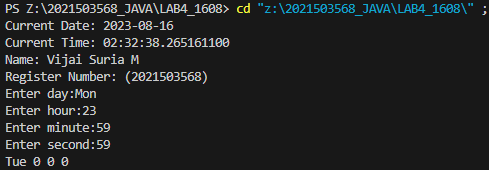 PS Z:\2021503568_JAVA\LAB4_1608> cd "z:\2021503568_JAVA\LAB4_1608\" ;
Current Date: 2023-08-16
Current Time: 02:32:38.265161100
Name: Vijai Suria M
Register Number: (2021503568)
Enter day:Mon
Enter hour:23
Enter minute:59
Enter second:59
Tue 0 0 0